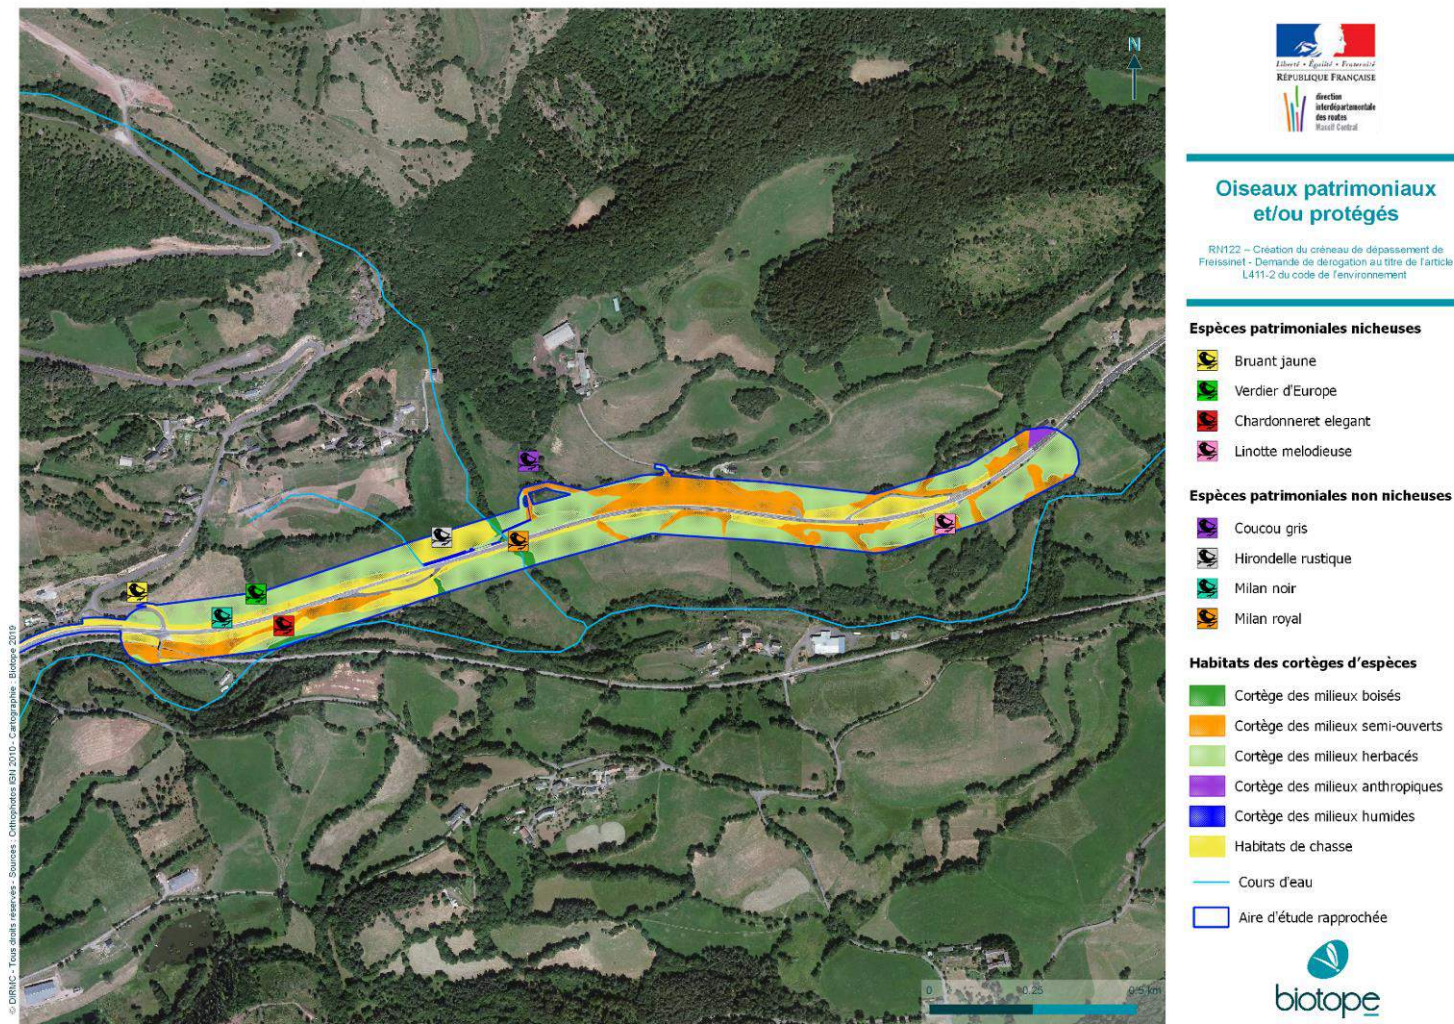 N
Liberté • Égalité • Fraternité
RÉPUBLIQUE FRANÇAISE
direction
interdépartementale
des routes
Massif Central
Oiseaux patrimoniaux
et/ou protégés
RN122 – Création du créneau de dépassement de
Freissinet - Demande de dérogation au titre de l'article
L411-2 du code de l'environnement
Espèces patrimoniales nicheuses
Bruant jaune
Verdier d'Europe
Chardonneret elegant
Linotte melodieuse
Espèces patrimoniales non nicheuses
Coucou gris
Hirondelle rustique
Milan noir
Milan royal
Habitats des cortèges d'espèces
Cortège des milieux boisés
Cortège des milieux semi-ouverts
Cortège des milieux herbacés
Cortège des milieux anthropiques
Cortège des milieux humides
Habitats de chasse
Cours d'eau
Aire d'étude rapprochée
biotope
0 0,25 0,5 km
© DIRMC - Tous droits réservés - Sources : Orthophotos IGN 2010 - Cartographie : Biotope 2019